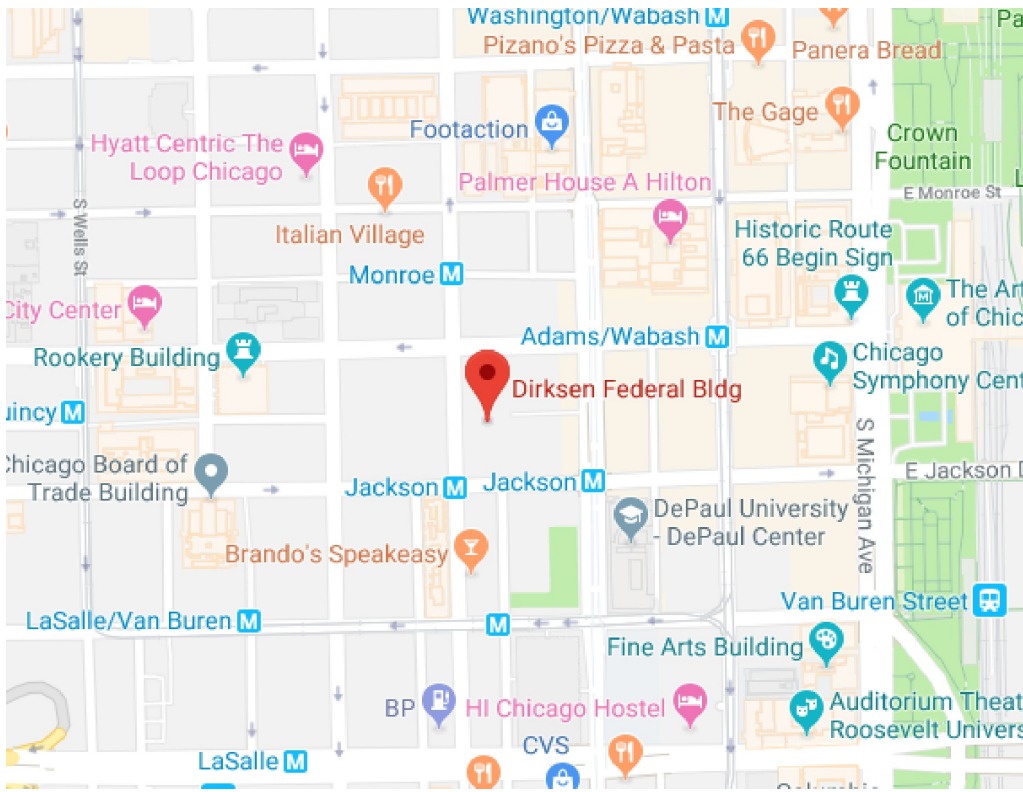 Washington/Wabash M
Pa
Pizano's Pizza & Pasta
Panera Bread
The Gage
Footaction
Crown
Fountain
Hyatt Centric The
Loop Chicago
Palmer House A Hilton
E Monroe St
L
S Wells St
Italian Village
Historic Route
66 Begin Sign
Monroe M
The Art
of Chic
City Center
Adams/Wabash M
Rookery Building
Chicago
Symphony Cent
Dirksen Federal Bldg
uincy M
S Michigan Ave
Chicago Board of
Trade Building
E Jackson D
Jackson M
Jackson M
DePaul University
- DePaul Center
Brando's Speakeasy
Van Buren Street
LaSalle/Van Buren M
M
Fine Arts Building
BP
HI Chicago Hostel
Auditorium Theat
Roosevelt Univers
CVS
LaSalle M